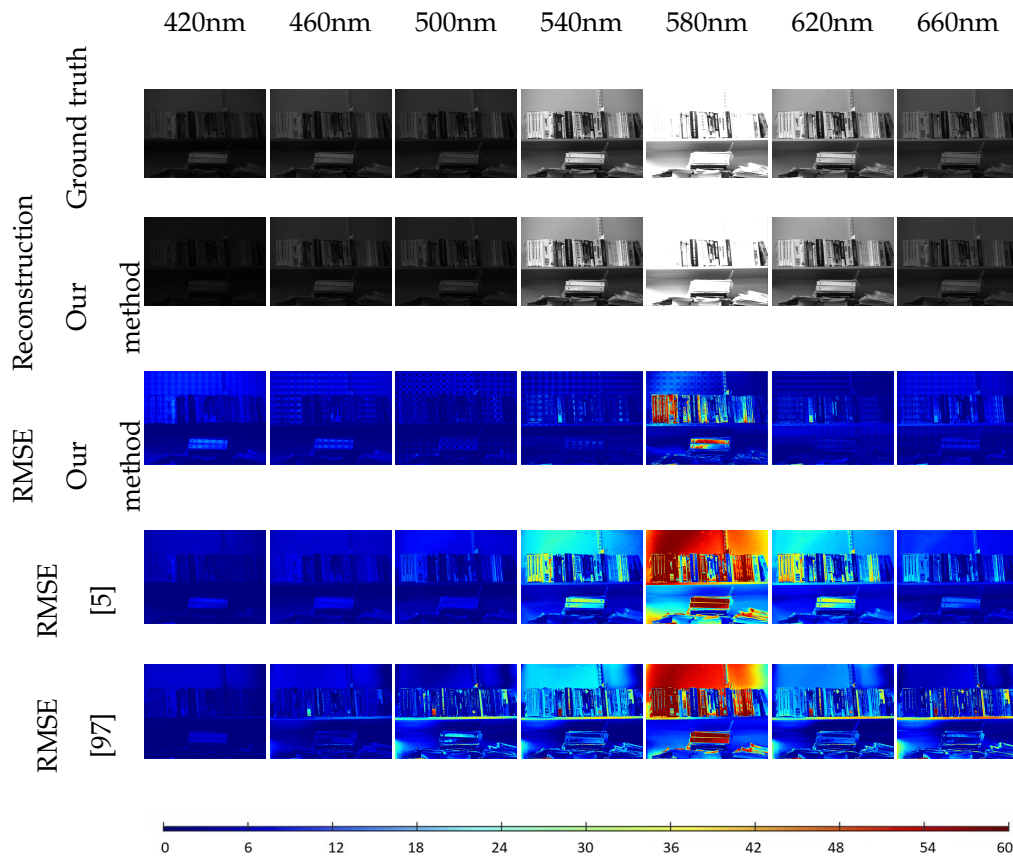 420nm 460nm 500nm 540nm 580nm 620nm 660nm
Ground truth
Reconstruction
Our
method
RMSE
Our
method
RMSE
[5]
RMSE
[97]
0 6 12 18 24 30 36 42 48 54 60